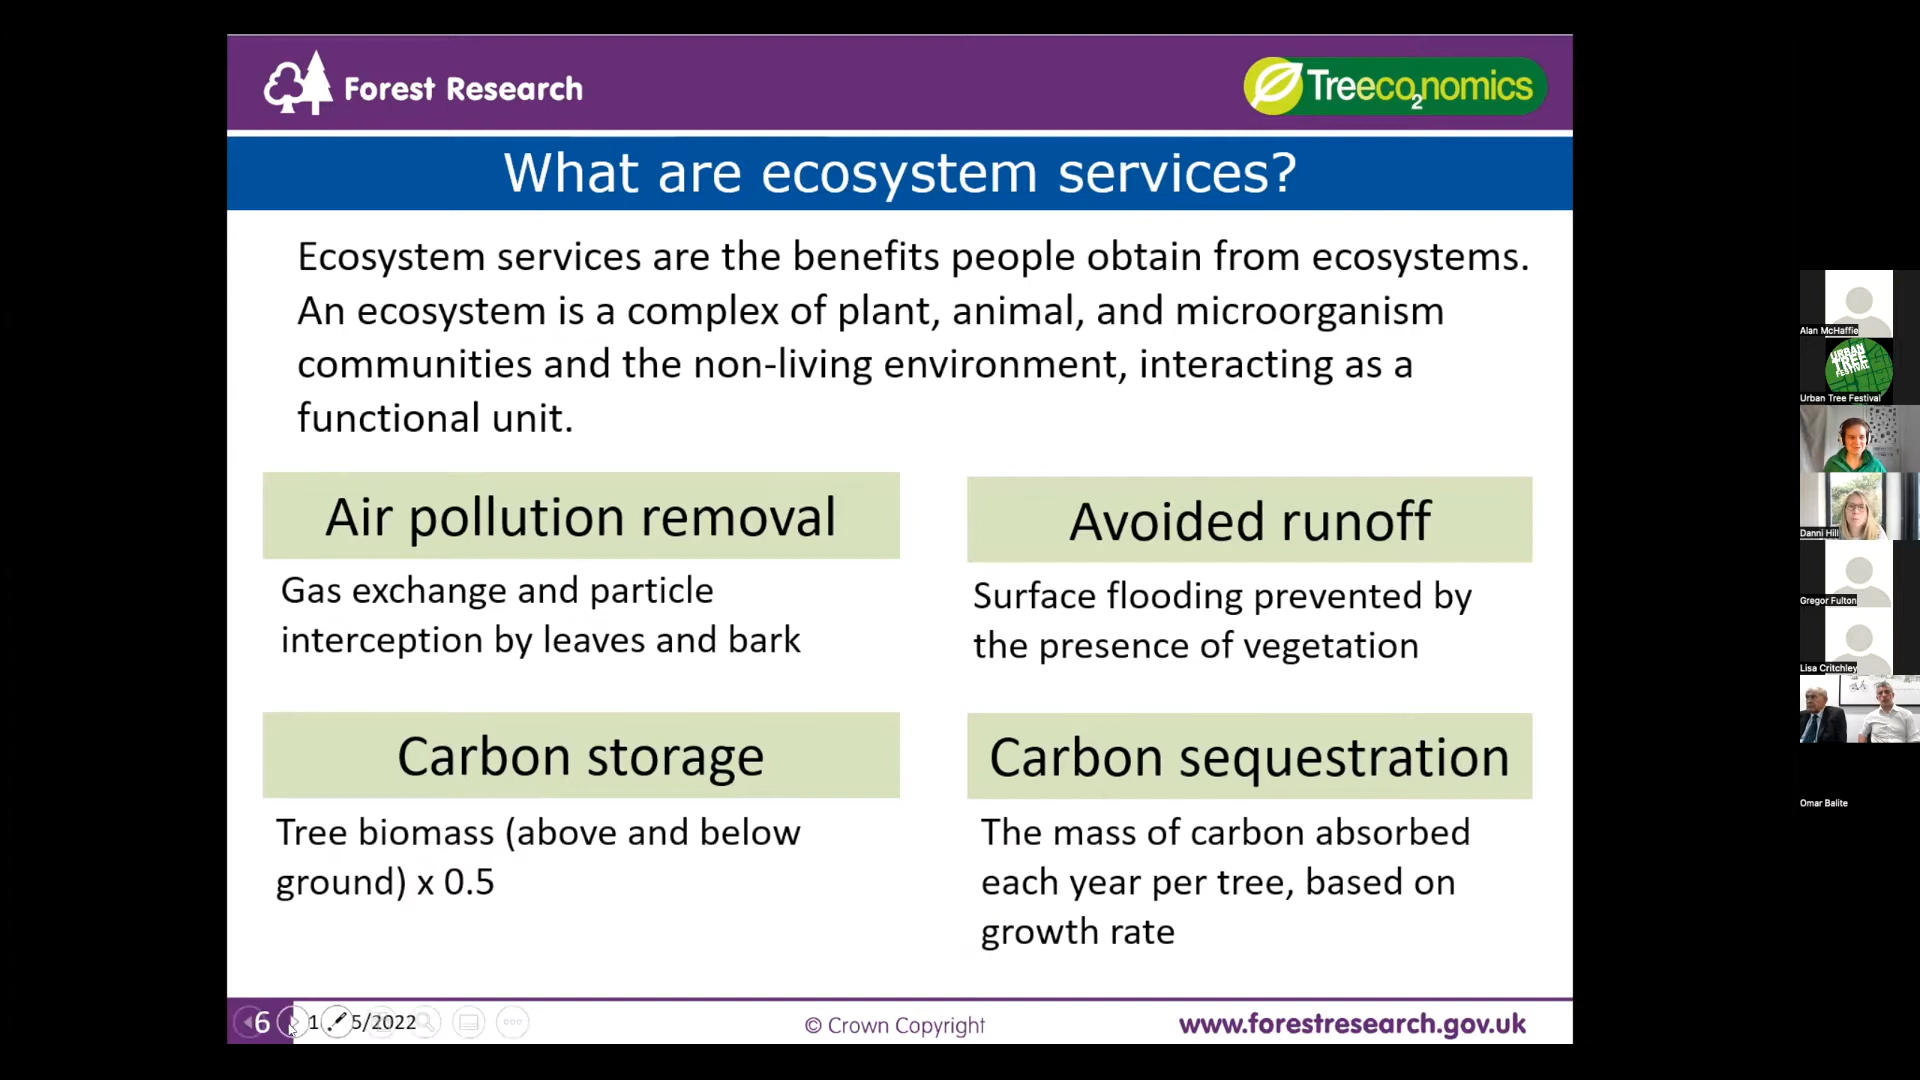 Forest Research
Treeco2nomics
What are ecosystem services?
Ecosystem services are the benefits people obtain from ecosystems.
An ecosystem is a complex of plant, animal, and microorganism
communities and the non-living environment, interacting as a
functional unit.
Air pollution removal
Gas exchange and particle
interception by leaves and bark
Avoided runoff
Surface flooding prevented by
the presence of vegetation
Carbon storage
Tree biomass (above and below
ground) x 0.5
Carbon sequestration
The mass of carbon absorbed
each year per tree, based on
growth rate
6
5/2022
© Crown Copyright
www.forestresearch.gov.uk
Alan McHaffie
URBAN
TREE
FESTIVAL
Urban Tree Festival
Danni Hill
Gregor Fulton
Lisa Critchley
Omar Balite